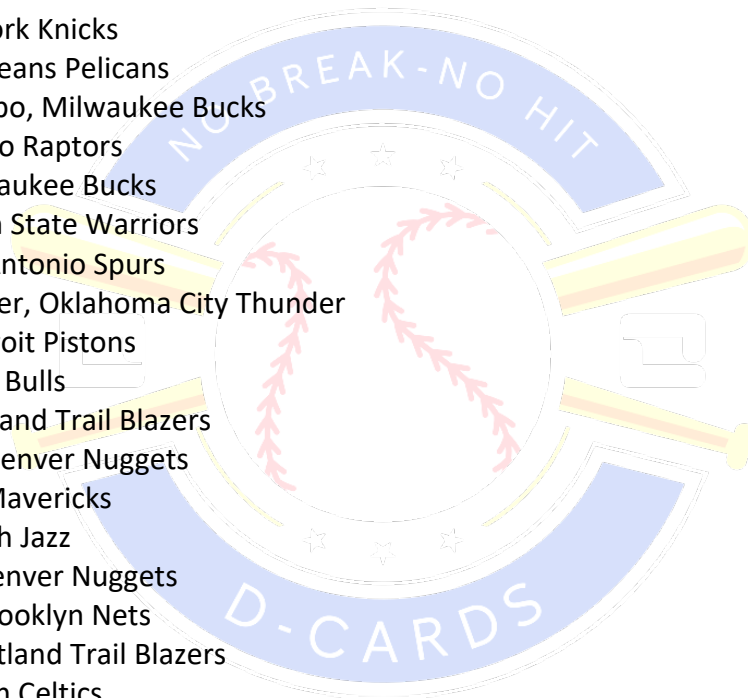 ork Knicks
eans Pelicans
oo, Milwaukee Bucks
o Raptors
aukee Bucks
State Warriors
ntonio Spurs
er, Oklahoma City Thunder
oit Pistons
Bulls
and Trail Blazers
enver Nuggets
Mavericks
h Jazz
enver Nuggets
ooklyn Nets
tland Trail Blazers
n Celtics
NO BREAK-NO HIT
D-CARDS